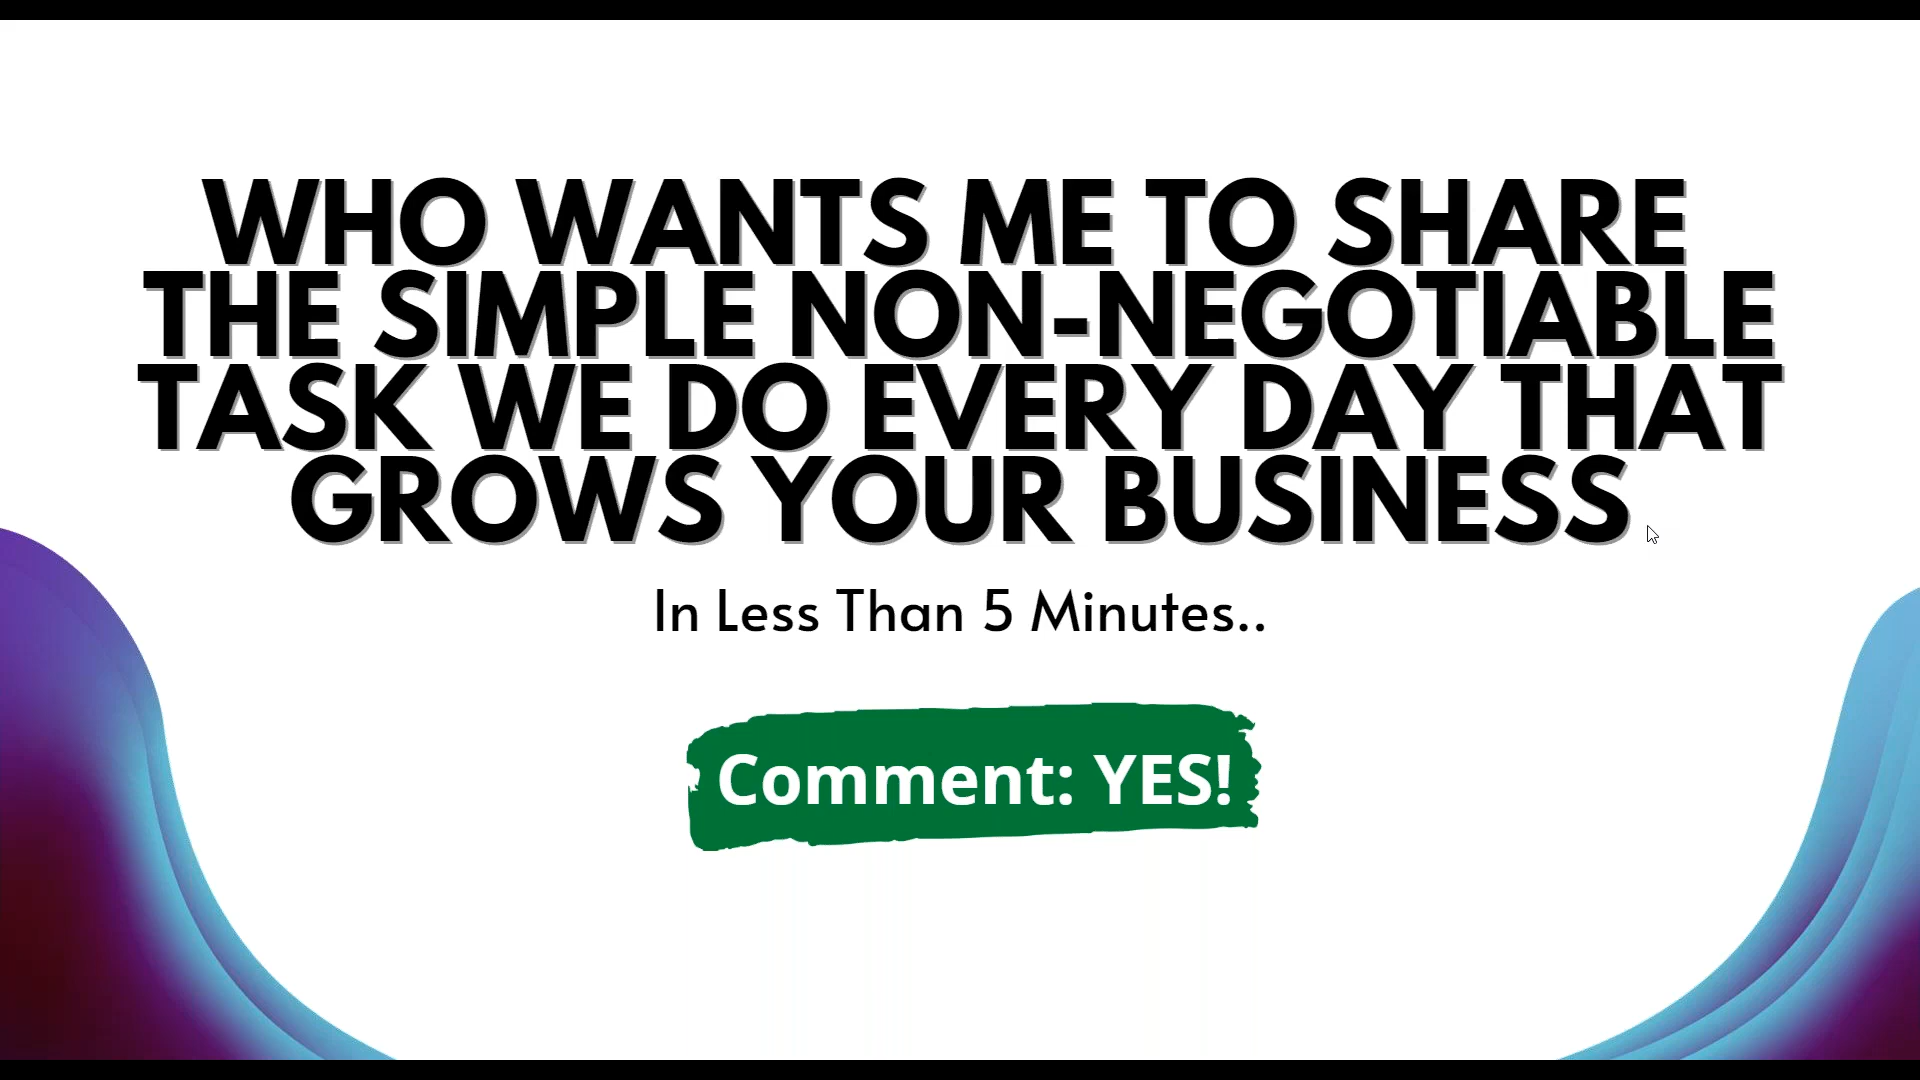 WHO WANTS ME TO SHARE
THE SIMPLE NON-NEGOTIABLE
TASK WE DO EVERY DAY THAT
GROWS YOUR BUSINESS
In Less Than 5 Minutes..
Comment: YES!